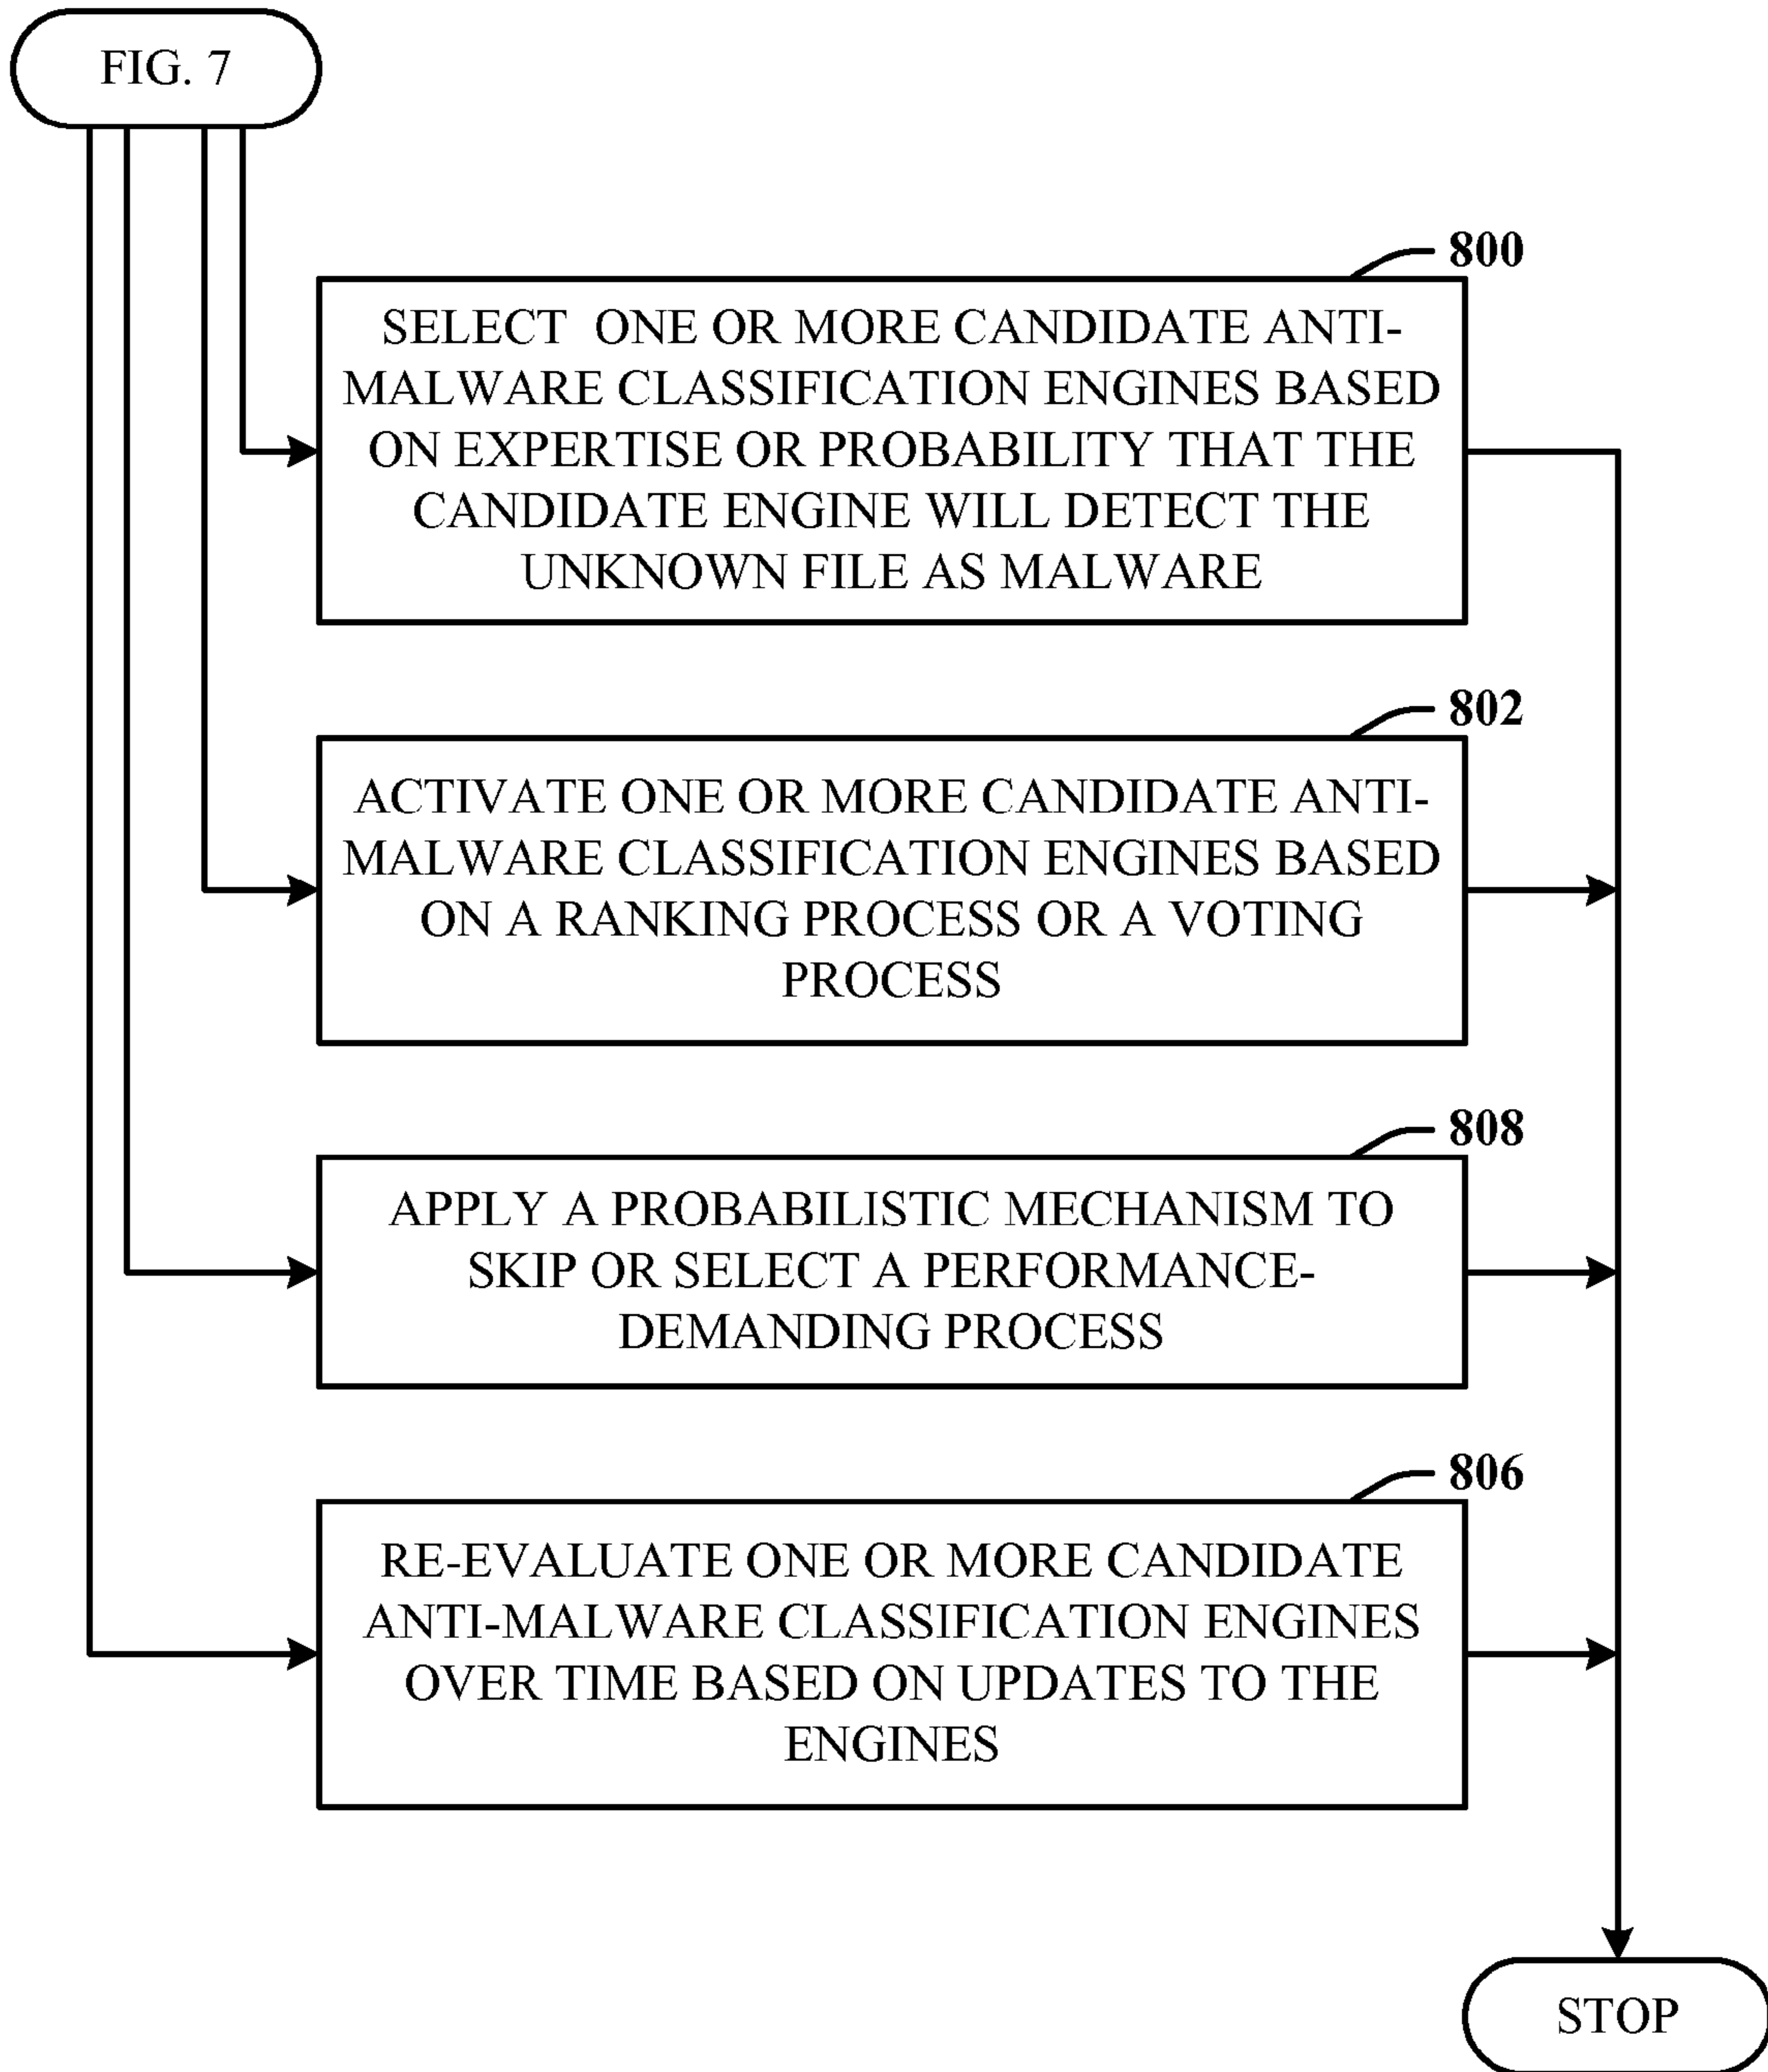 FIG. 7
800
SELECT ONE OR MORE CANDIDATE ANTI-
MALWARE CLASSIFICATION ENGINES BASED
ON EXPERTISE OR PROBABILITY THAT THE
CANDIDATE ENGINE WILL DETECT THE
UNKNOWN FILE AS MALWARE
802
ACTIVATE ONE OR MORE CANDIDATE ANTI-
MALWARE CLASSIFICATION ENGINES BASED
ON A RANKING PROCESS OR A VOTING
PROCESS
808
APPLY A PROBABILISTIC MECHANISM TO
SKIP OR SELECT A PERFORMANCE-
DEMANDING PROCESS
806
RE-EVALUATE ONE OR MORE CANDIDATE
ANTI-MALWARE CLASSIFICATION ENGINES
OVER TIME BASED ON UPDATES TO THE
ENGINES
STOP